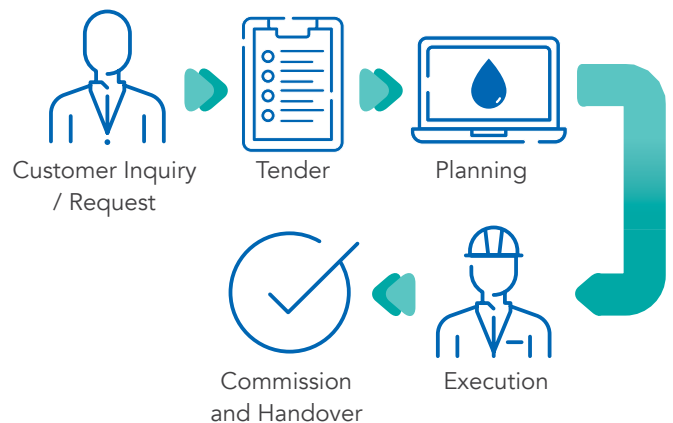 Customer Inquiry
/ Request
Tender
Planning
Execution
Commission
and Handover